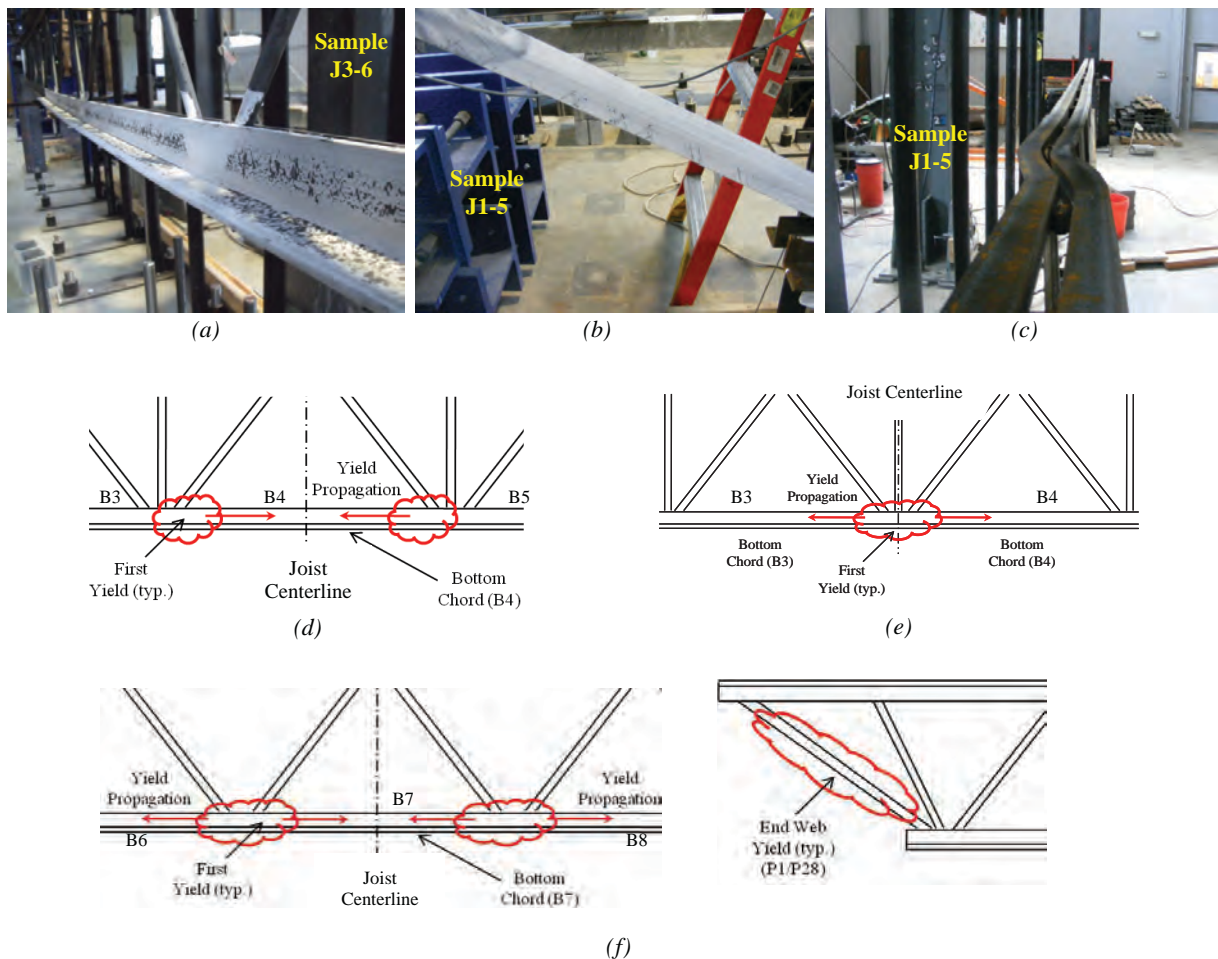 Sample
J3-6
Sample
J1-5
Sample
J1-5
(a)
(b)
(c)
B3
B4
Yield
Propagation
B5
First
Yield (typ.)
Joist
Centerline
Bottom
Chord (B4)
(d)
Joist Centerline
B3
Yield
Propagation
B4
Bottom
Chord (B3)
First
Yield (typ.)
Bottom
Chord (B4)
(e)
Yield
Propagation
B7
Yield
Propagation
B6
B8
First
Yield (typ.)
Joist
Centerline
Bottom
Chord (B7)
End Web
Yield (typ.)
(P1/P28)
(f)